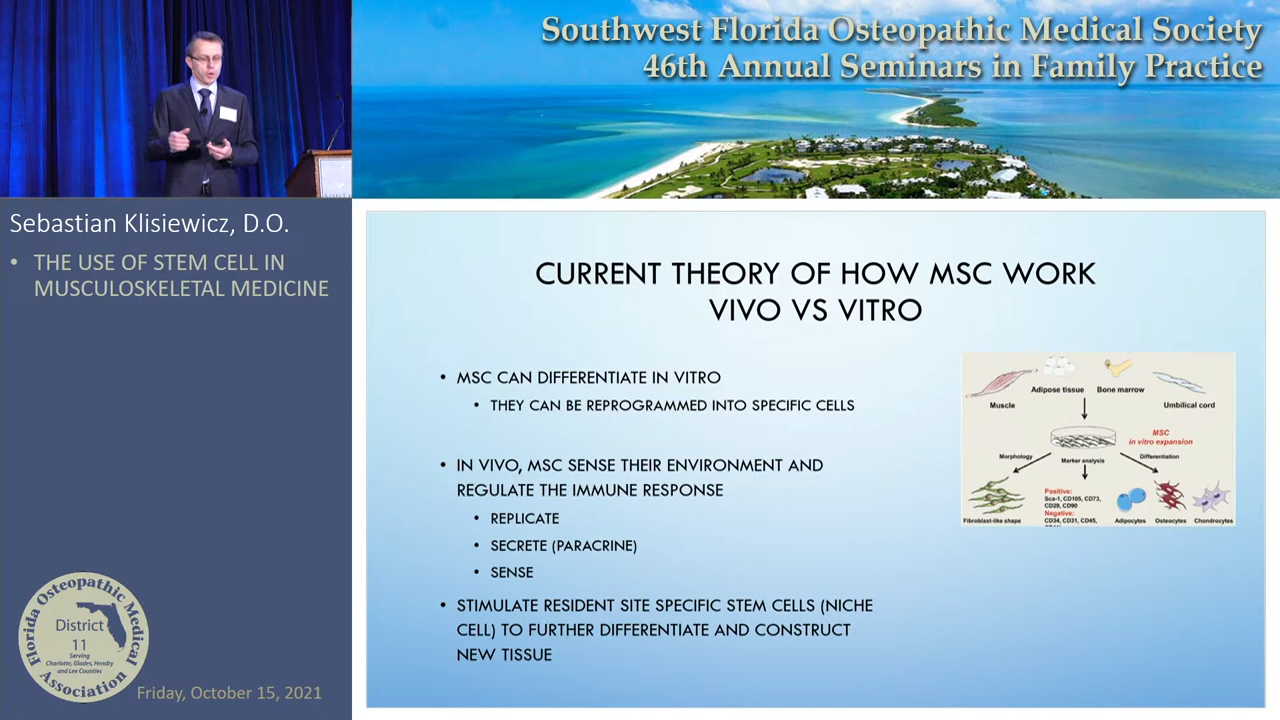 Southwest Florida Osteopathic Medical Society
46th Annual Seminars in Family Practice
Sebastian Klisiewicz, D.O.
• THE USE OF STEM CELL IN
MUSCULOSKELETAL MEDICINE
CURRENT THEORY OF HOW MSC WORK
VIVO VS VITRO
• MSC CAN DIFFERENTIATE IN VITRO
• THEY CAN BE REPROGRAMMED INTO SPECIFIC CELLS
• IN VIVO, MSC SENSE THEIR ENVIRONMENT AND
REGULATE THE IMMUNE RESPONSE
• REPLICATE
• SECRETE (PARACRINE)
• SENSE
• STIMULATE RESIDENT SITE SPECIFIC STEM CELLS (NICHE
CELL) TO FURTHER DIFFERENTIATE AND CONSTRUCT
NEW TISSUE
Muscle
Adipose tissue
Bone marrow
Umbilical cord
MSC
in vitro expansion
Morphology
Marker analysis
Differentiation
Positive:
Sca-1, CD105, CD73,
CD29, CD90
Negative:
CD34, CD31, CD45,
Fibroblast-like shape
Adipocytes
Osteocytes
Chondrocytes
Florida Osteopathic Medical
Association
District
11
Serving
Charlotte, Glades, Hendry
and Lee Counties
Friday, October 15, 2021